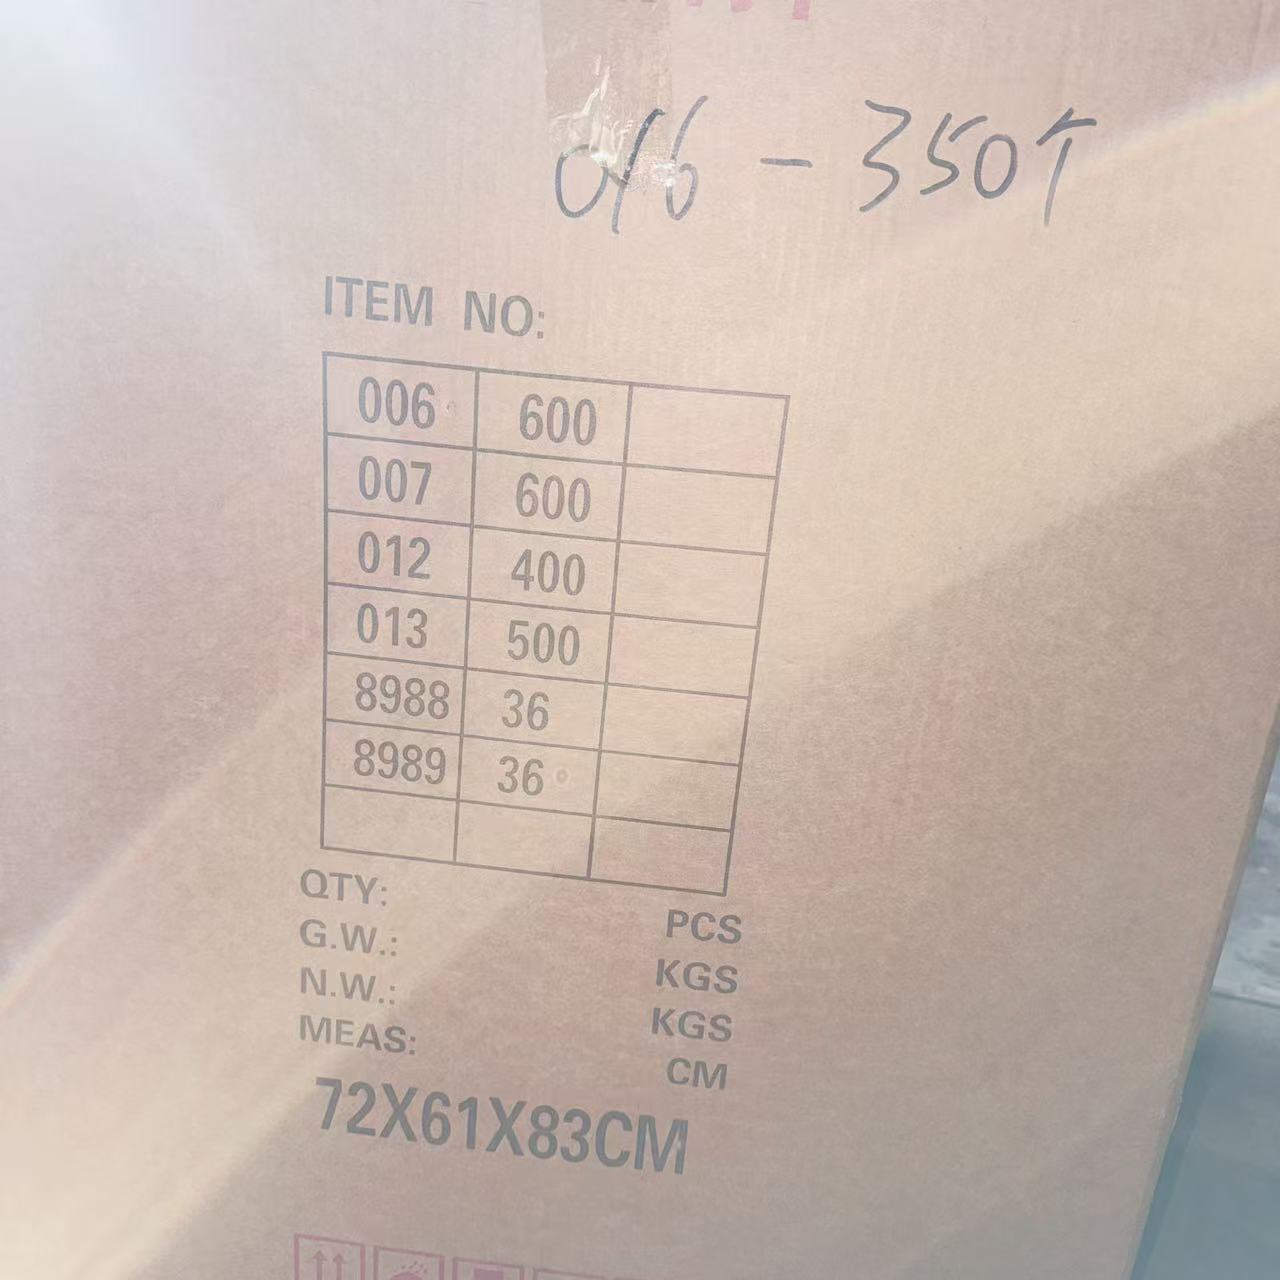 016 - 350个
ITEM NO:
006 600
007 600
012 400
013 500
8988 36
8989 36
QTY: PCS
G.W.: KGS
N.W.: KGS
MEAS: CM
72X61X83CM